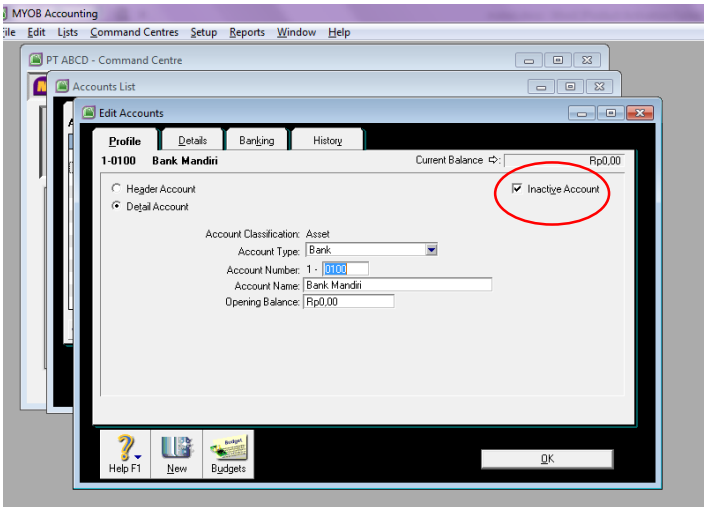 MYOB Accounting
File Edit Lists Command Centres Setup Reports Window Help
PT ABCD - Command Centre
Accounts List
Edit Accounts
Profile Details Banking History
1-0100 Bank Mandiri Current Balance ⇨: Rp0,00
Header Account Inactive Account
Detail Account
Account Classification: Asset
Account Type: Bank
Account Number: 1 - 0100
Account Name: Bank Mandiri
Opening Balance: Rp0,00
Budget
Help F1 New Budgets OK